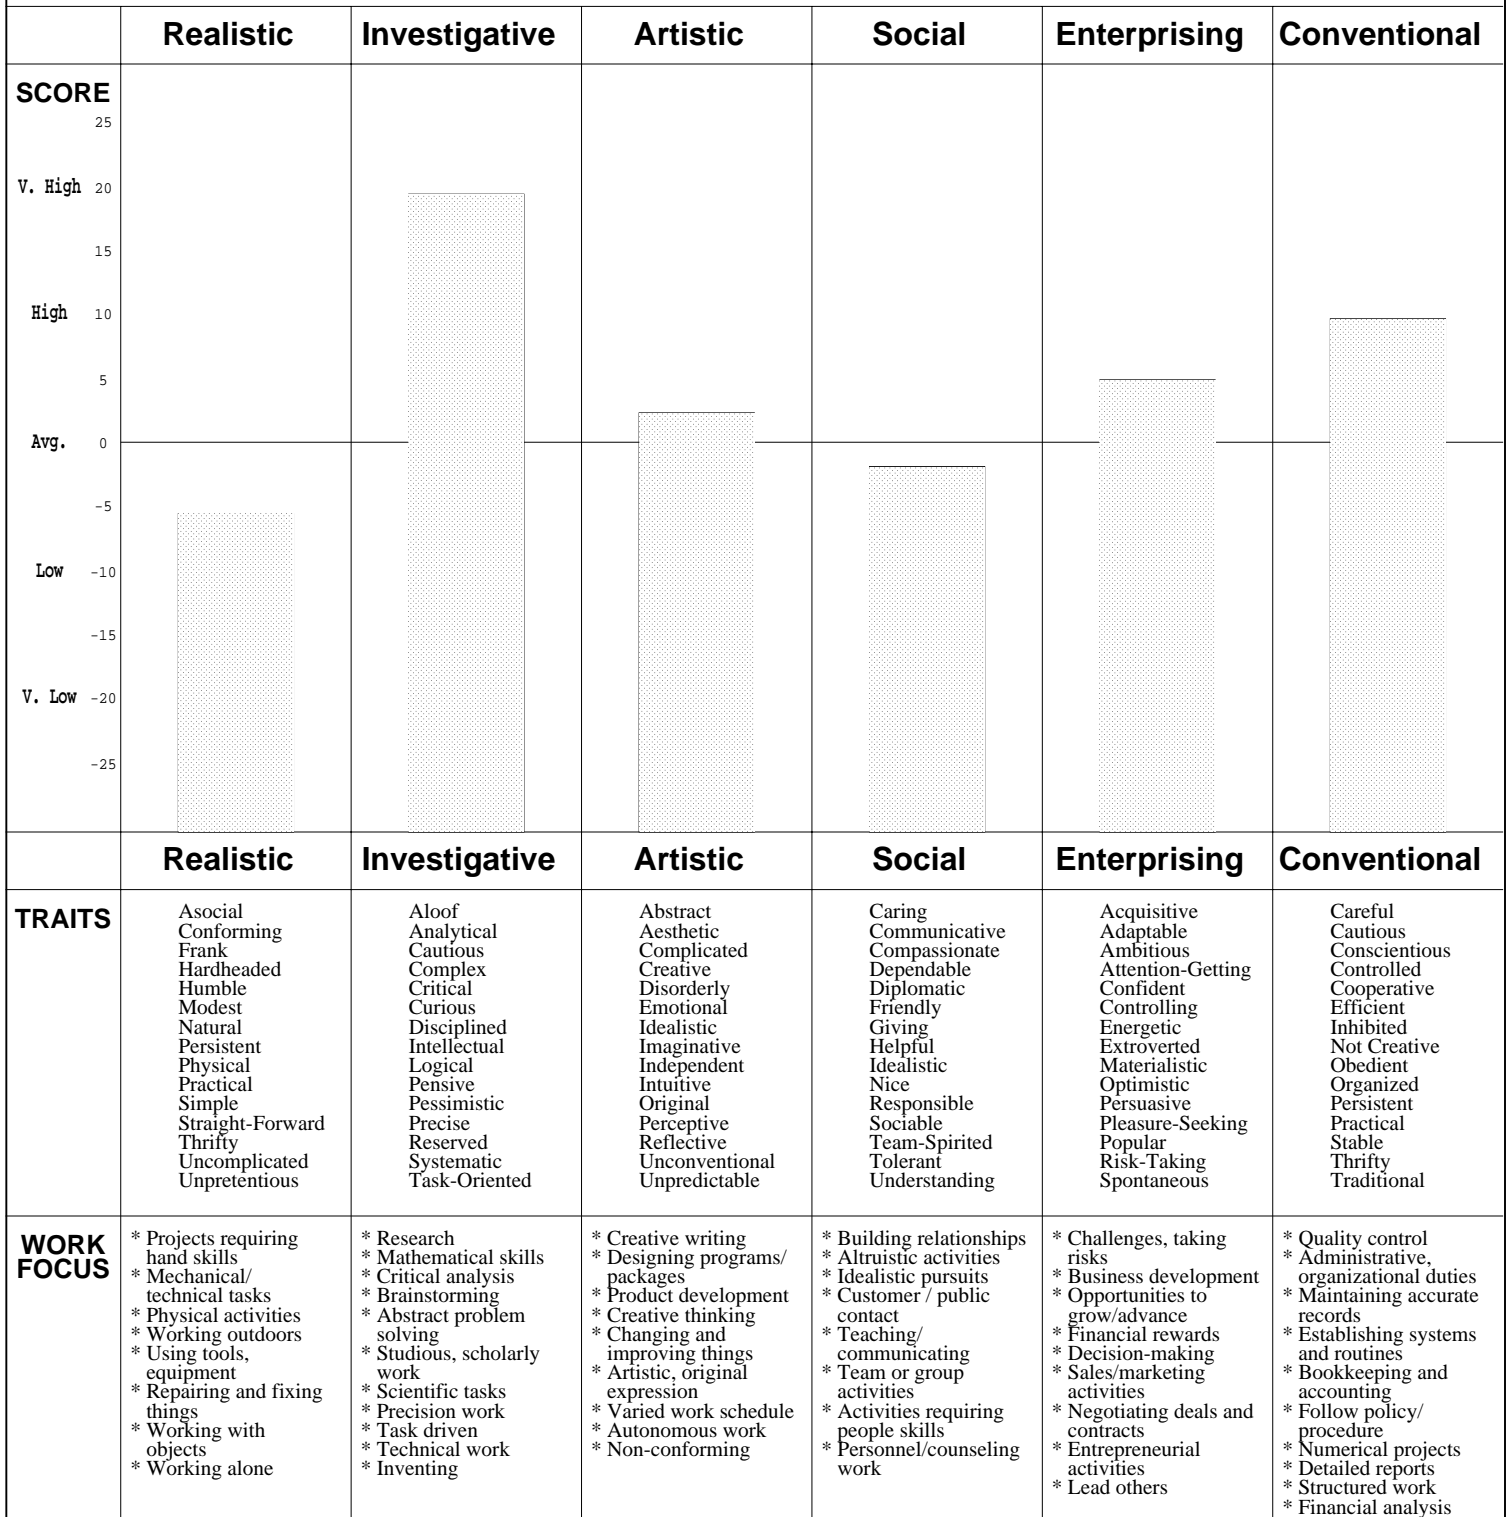 Realistic Investigative Artistic Social Enterprising Conventional
SCORE
25
V. High 20
15
High 10
5
Avg. 0
-5
Low -10
-15
V. Low -20
-25
Realistic Investigative Artistic Social Enterprising Conventional
TRAITS
Asocial
Conforming
Frank
Hardheaded
Humble
Modest
Natural
Persistent
Physical
Practical
Simple
Straight-Forward
Thrifty
Uncomplicated
Unpretentious
Aloof
Analytical
Cautious
Complex
Critical
Curious
Disciplined
Intellectual
Logical
Pensive
Pessimistic
Precise
Reserved
Systematic
Task-Oriented
Abstract
Aesthetic
Complicated
Creative
Disorderly
Emotional
Idealistic
Imaginative
Independent
Intuitive
Original
Perceptive
Reflective
Unconventional
Unpredictable
Caring
Communicative
Compassionate
Dependable
Diplomatic
Friendly
Giving
Helpful
Idealistic
Nice
Responsible
Sociable
Team-Spirited
Tolerant
Understanding
Acquisitive
Adaptable
Ambitious
Attention-Getting
Confident
Controlling
Energetic
Extroverted
Materialistic
Optimistic
Persuasive
Pleasure-Seeking
Popular
Risk-Taking
Spontaneous
Careful
Cautious
Conscientious
Controlled
Cooperative
Efficient
Inhibited
Not Creative
Obedient
Organized
Persistent
Practical
Stable
Thrifty
Traditional
WORK
FOCUS
* Projects requiring
hand skills
* Mechanical/
technical tasks
* Physical activities
* Working outdoors
* Using tools,
equipment
* Repairing and fixing
things
* Working with
objects
* Working alone
* Research
* Mathematical skills
* Critical analysis
* Brainstorming
* Abstract problem
solving
* Studious, scholarly
work
* Scientific tasks
* Precision work
* Task driven
* Technical work
* Inventing
* Creative writing
* Designing programs/
packages
* Product development
* Creative thinking
* Changing and
improving things
* Artistic, original
expression
* Varied work schedule
* Autonomous work
* Non-conforming
* Building relationships
* Altruistic activities
* Idealistic pursuits
* Customer / public
contact
* Teaching/
communicating
* Team or group
activities
* Activities requiring
people skills
* Personnel/counseling
work
* Challenges, taking
risks
* Business development
* Opportunities to
grow/advance
* Financial rewards
* Decision-making
* Sales/marketing
activities
* Negotiating deals and
contracts
* Entrepreneurial
activities
* Lead others
* Quality control
* Administrative,
organizational duties
* Maintaining accurate
records
* Establishing systems
and routines
* Bookkeeping and
accounting
* Follow policy/
procedure
* Numerical projects
* Detailed reports
* Structured work
* Financial analysis